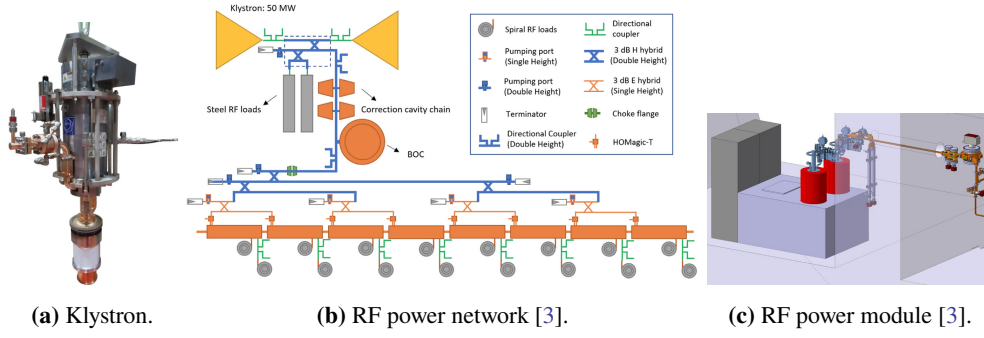 Klystron: 50 MW
Steel RF loads
Correction cavity chain
BOC
Spiral RF loads
Directional
coupler
Pumping port
(Single Height)
3 dB H hybrid
(Double Height)
Pumping port
(Double Height)
3 dB E hybrid
(Single Height)
Terminator
Choke flange
Directional Coupler
(Double Height)
HOMagic-T
(a) Klystron.
(b) RF power network [3].
(c) RF power module [3].